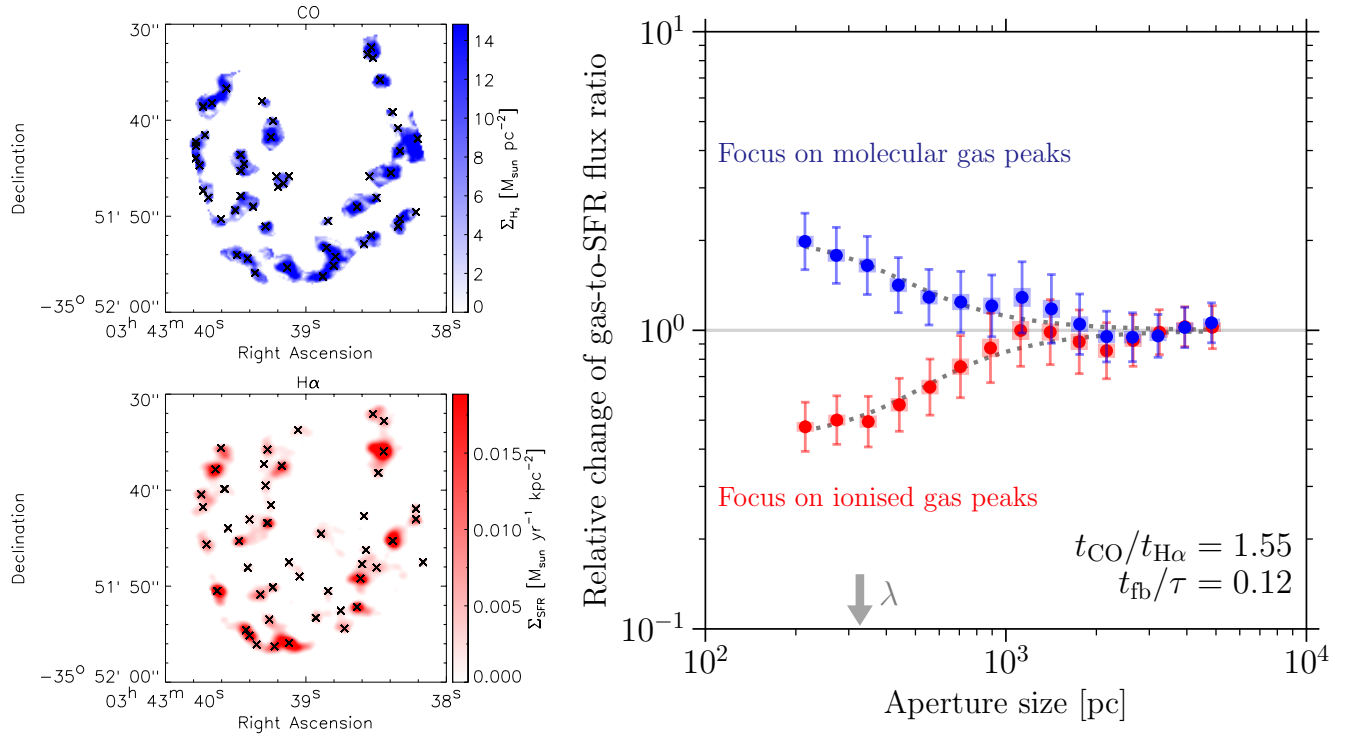 CO
30''
40''
51' 50''
−35° 52' 00''
03ʰ 43ᵐ 40ˢ
39ˢ
38ˢ
Right Ascension
Declination
14
12
10
8
6
4
2
0
Σ_H₂ [M_sun pc⁻²]
Hα
30''
40''
51' 50''
−35° 52' 00''
03ʰ 43ᵐ 40ˢ
39ˢ
38ˢ
Right Ascension
Declination
0.015
0.010
0.005
0.000
Σ_SFR [M_sun yr⁻¹ kpc⁻²]
Relative change of gas-to-SFR flux ratio
10¹
10⁰
10⁻¹
Focus on molecular gas peaks
Focus on ionised gas peaks
t_CO/t_Hα = 1.55
t_fb/τ = 0.12
λ
10²
10³
10⁴
Aperture size [pc]